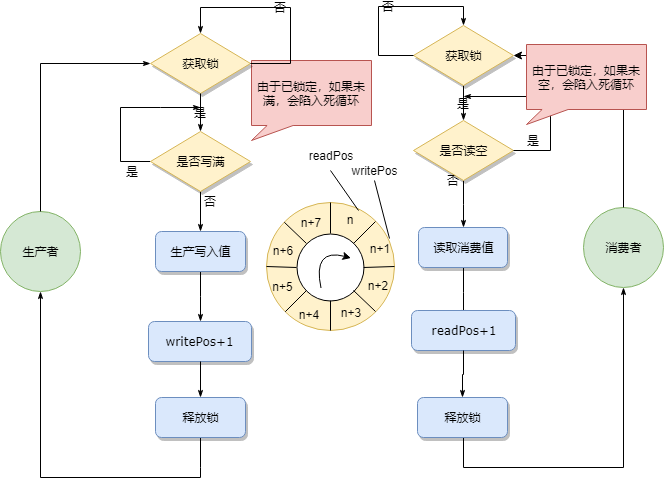 否
获取锁
由于已锁定，如果未
满，会陷入死循环
是
是否写满
是
否
生产者
生产写入值
writePos+1
释放锁
readPos
writePos
n+7
n
n+6
n+1
n+5
n+2
n+4
n+3
否
获取锁
由于已锁定，如果未
空，会陷入死循环
是
是否读空
是
否
消费者
读取消费值
readPos+1
释放锁